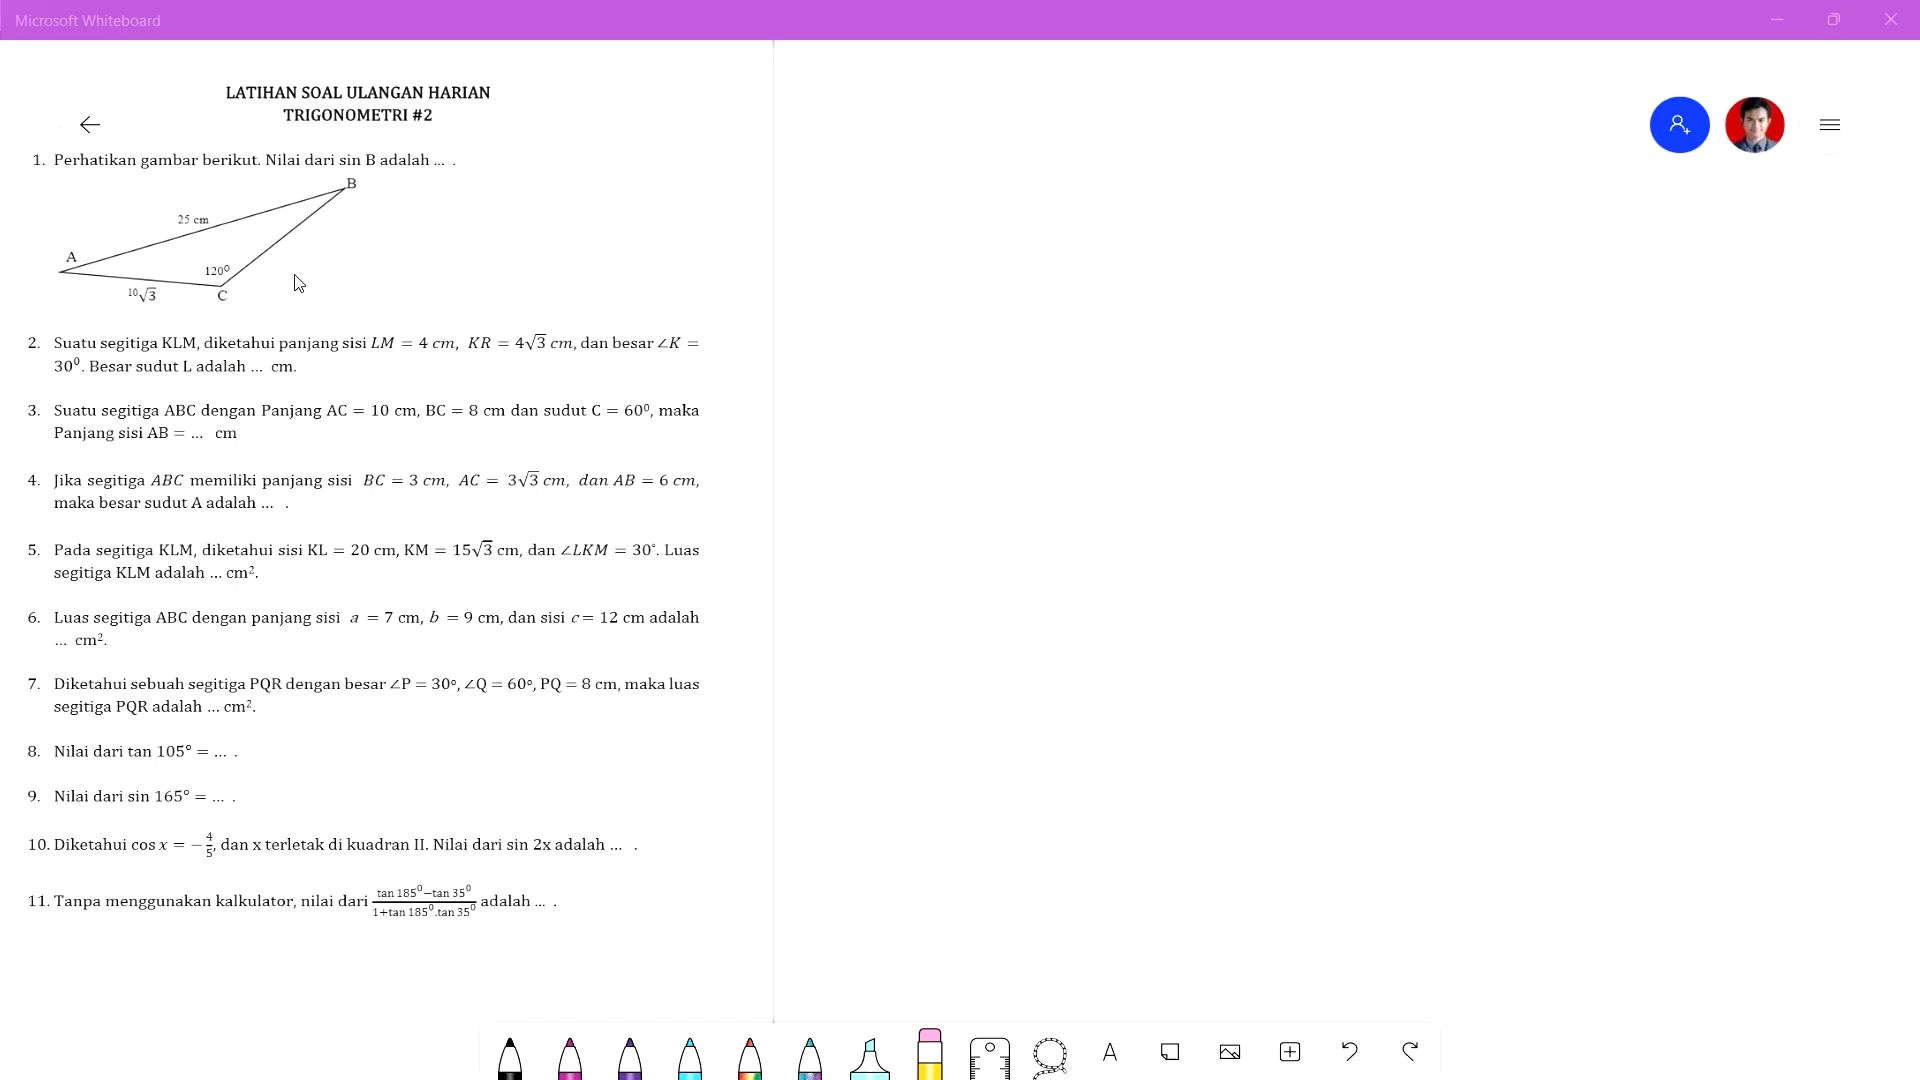 Microsoft Whiteboard
LATIHAN SOAL ULANGAN HARIAN
TRIGONOMETRI #2
1. Perhatikan gambar berikut. Nilai dari sin B adalah ... .
B
25 cm
A
120⁰
10√3
C
2. Suatu segitiga KLM, diketahui panjang sisi LM = 4 cm, KR = 4√3 cm, dan besar ∠K =
30⁰. Besar sudut L adalah ... cm.
3. Suatu segitiga ABC dengan Panjang AC = 10 cm, BC = 8 cm dan sudut C = 60⁰, maka
Panjang sisi AB = ... cm
4. Jika segitiga ABC memiliki panjang sisi BC = 3 cm, AC = 3√3 cm, dan AB = 6 cm,
maka besar sudut A adalah ... .
5. Pada segitiga KLM, diketahui sisi KL = 20 cm, KM = 15√3 cm, dan ∠LKM = 30°. Luas
segitiga KLM adalah ... cm².
6. Luas segitiga ABC dengan panjang sisi a = 7 cm, b = 9 cm, dan sisi c = 12 cm adalah
... cm².
7. Diketahui sebuah segitiga PQR dengan besar ∠P = 30°, ∠Q = 60°, PQ = 8 cm, maka luas
segitiga PQR adalah ... cm².
8. Nilai dari tan 105° = ... .
9. Nilai dari sin 165° = ... .
10. Diketahui cos x = −4/5, dan x terletak di kuadran II. Nilai dari sin 2x adalah ... .
11. Tanpa menggunakan kalkulator, nilai dari (tan 185⁰−tan 35⁰)/(1+tan 185⁰.tan 35⁰) adalah ... .